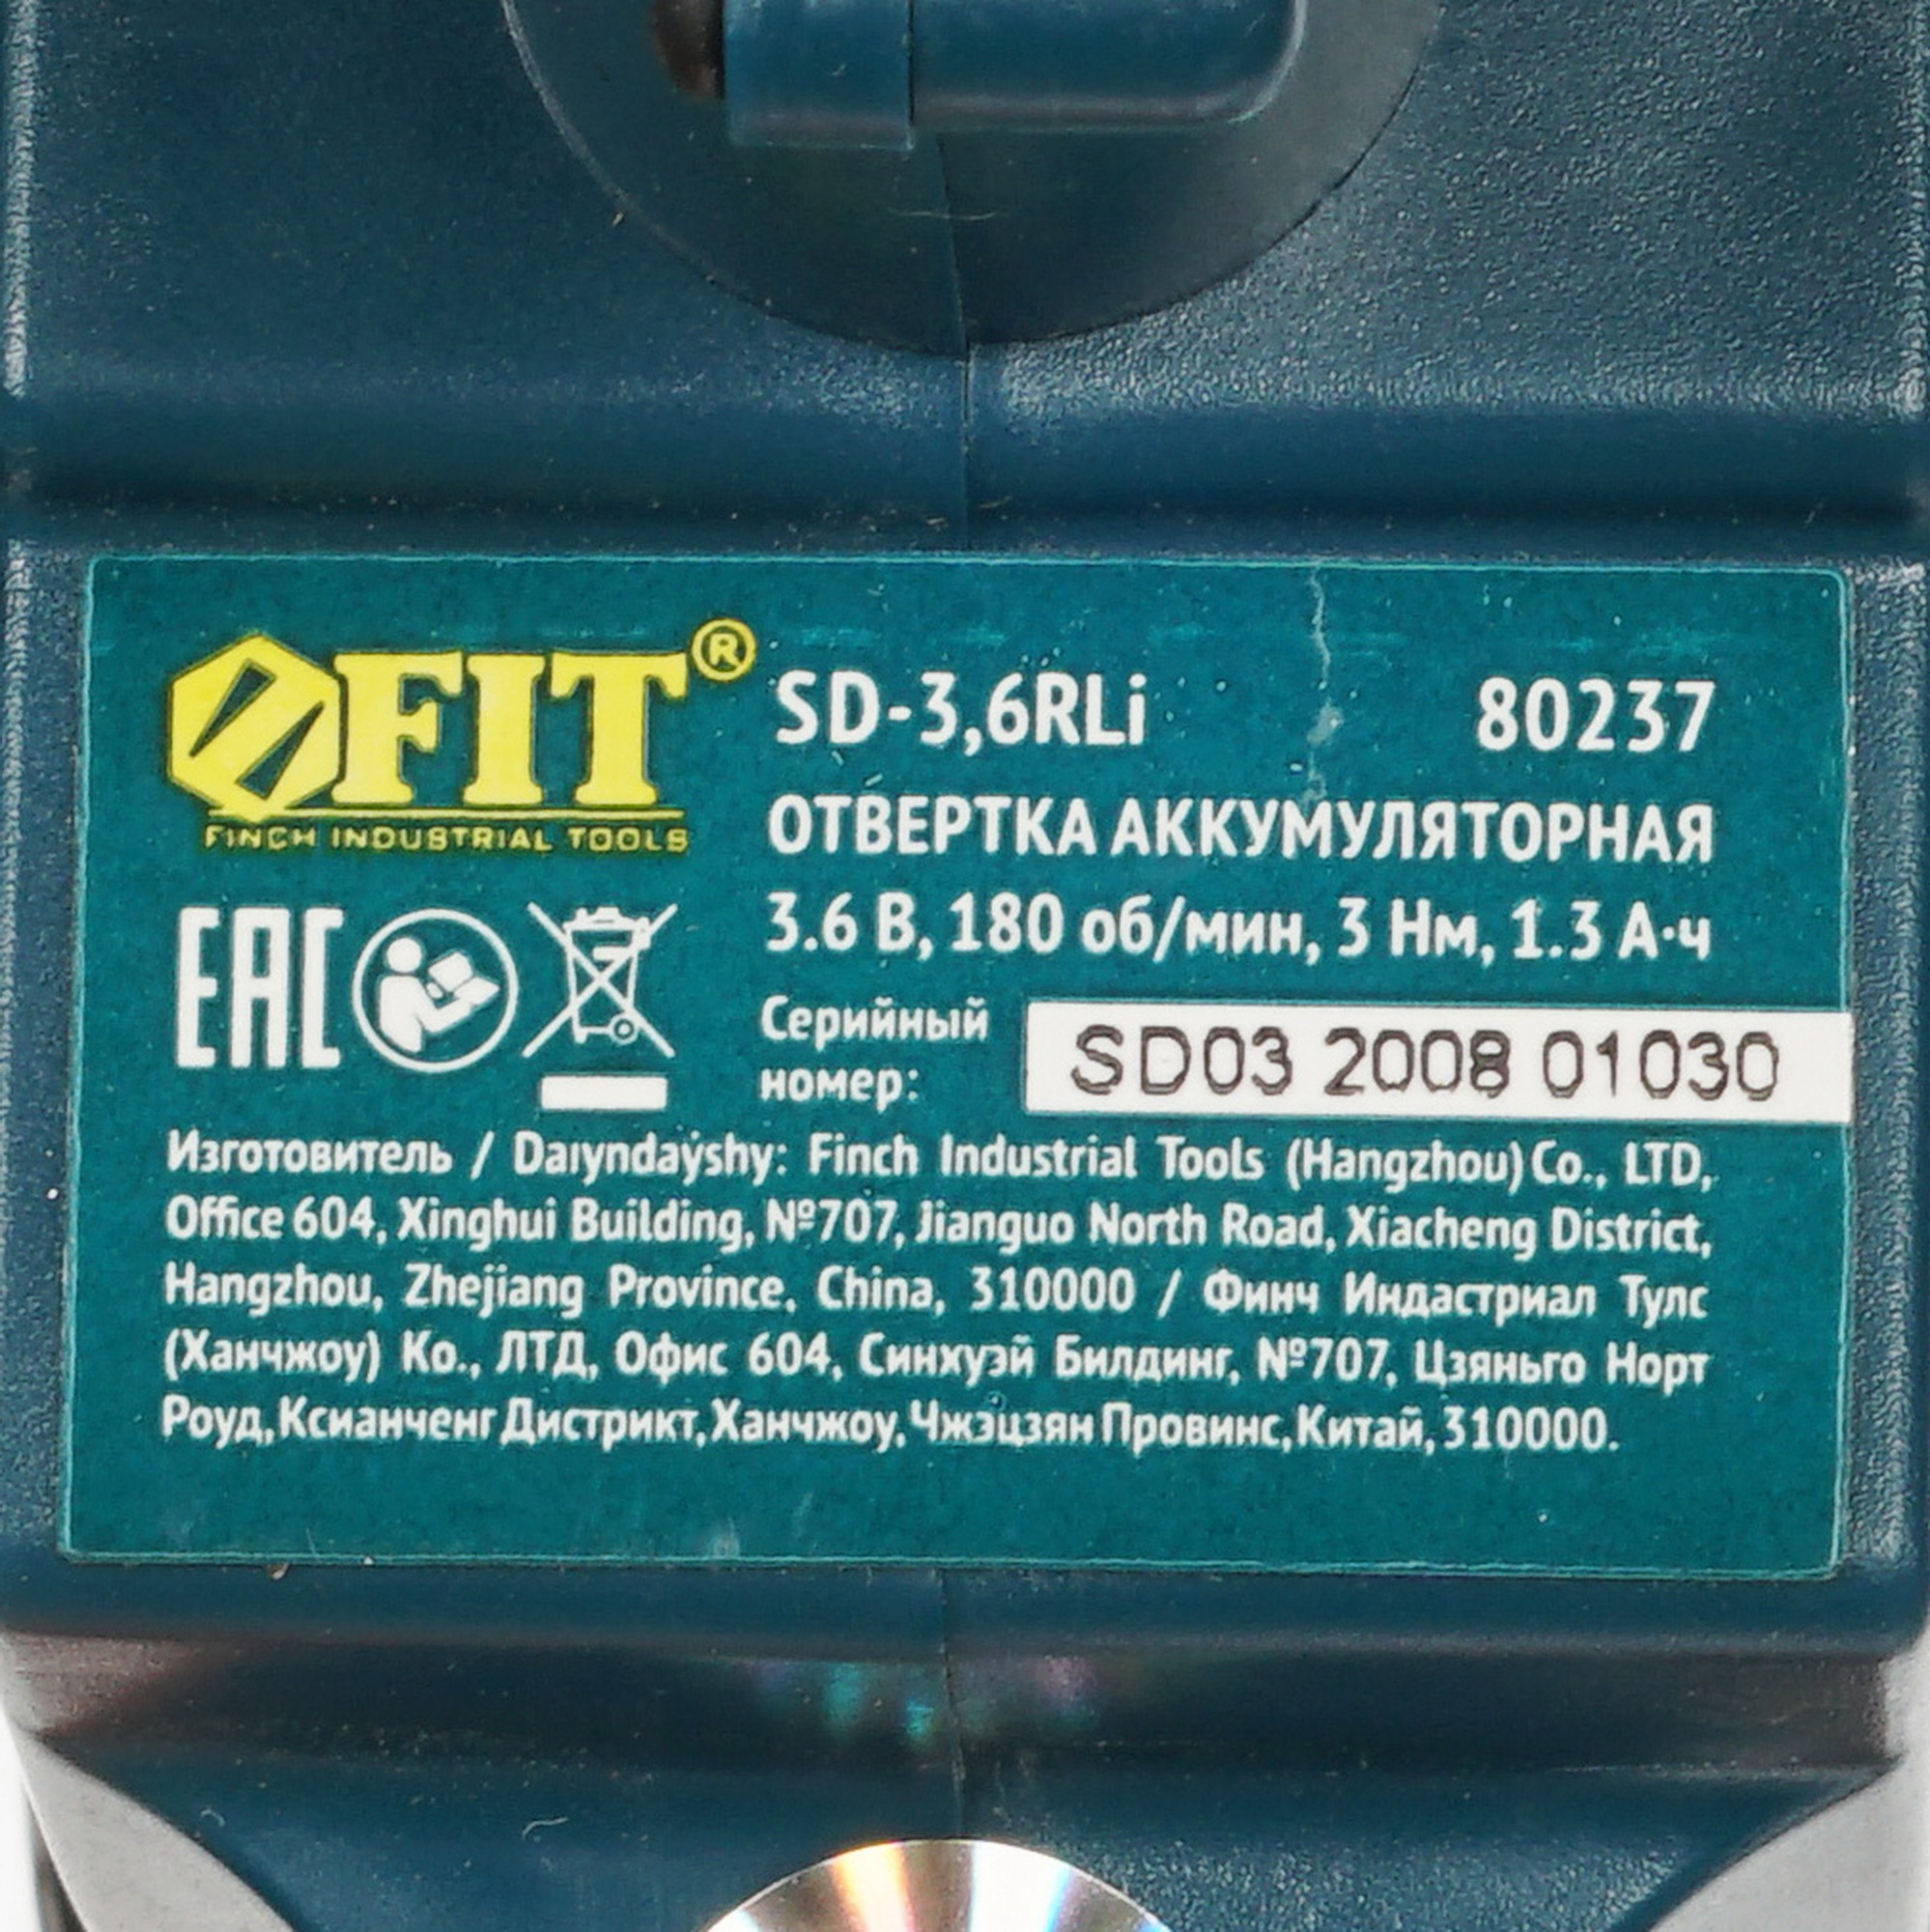 FIT®
FINCH INDUSTRIAL TOOLS
SD-3,6RLi 80237
ОТВЕРТКА АККУМУЛЯТОРНАЯ
3.6 В, 180 об/мин, 3 Нм, 1.3 А·ч
EAC
Серийный
номер:
SD03 2008 01030
Изготовитель / Daıyndaýshy: Finch Industrial Tools (Hangzhou) Co., LTD,
Office 604, Xinghui Building, №707, Jianguo North Road, Xiacheng District,
Hangzhou, Zhejiang Province, China, 310000 / Финч Индастриал Тулс
(Ханчжоу) Ко., ЛТД, Офис 604, Синхуэй Билдинг, №707, Цзяньго Норт
Роуд, Ксианченг Дистрикт, Ханчжоу, Чжэцзян Провинс, Китай, 310000.